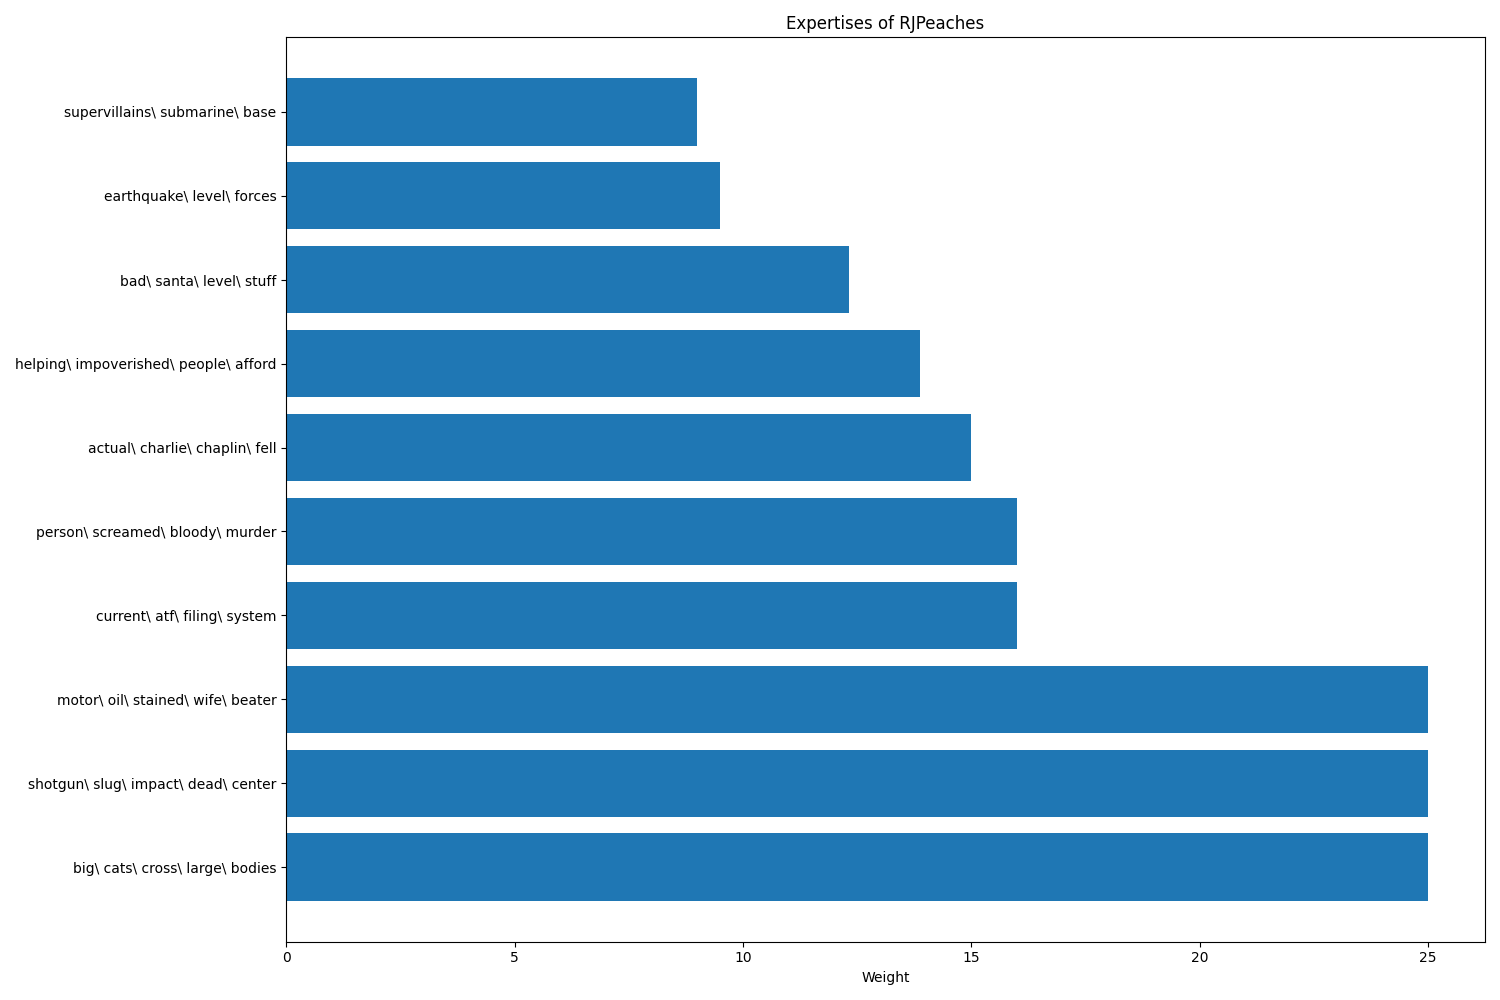 Expertises of RJPeaches
supervillains\ submarine\ base
earthquake\ level\ forces
bad\ santa\ level\ stuff
helping\ impoverished\ people\ afford
actual\ charlie\ chaplin\ fell
person\ screamed\ bloody\ murder
current\ atf\ filing\ system
motor\ oil\ stained\ wife\ beater
shotgun\ slug\ impact\ dead\ center
big\ cats\ cross\ large\ bodies
0 5 10 15 20 25
Weight